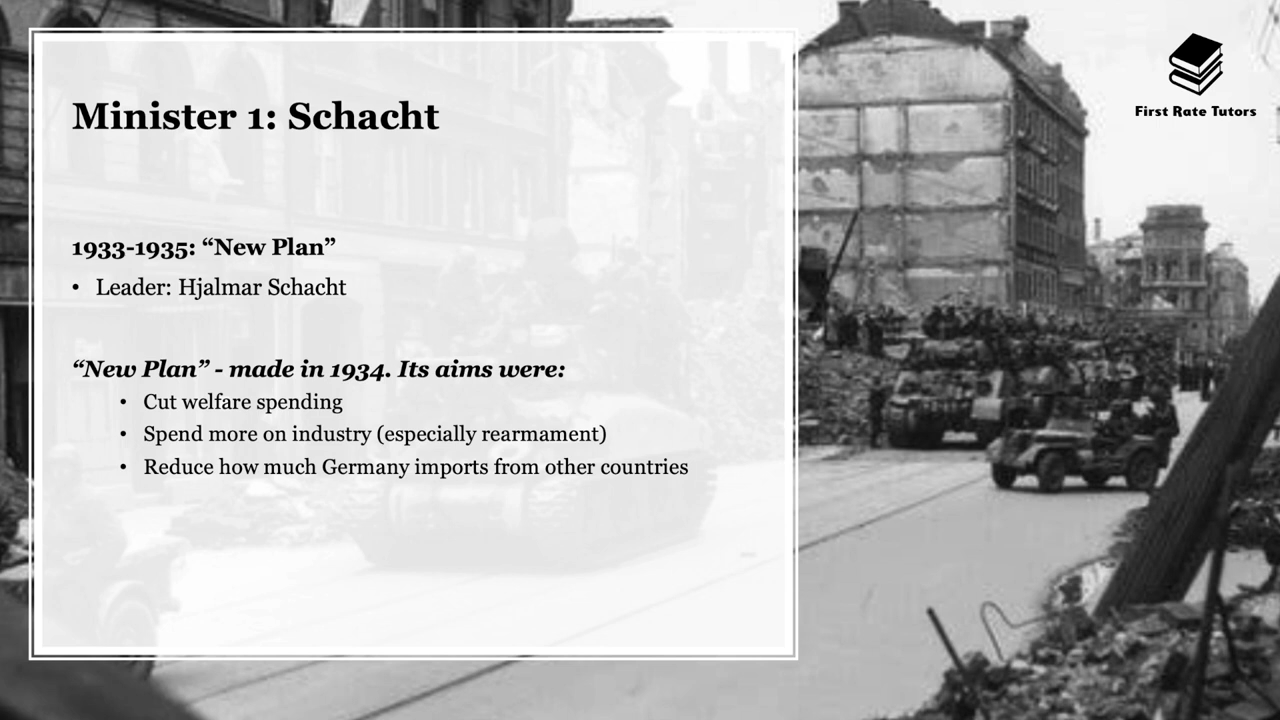 Minister 1: Schacht
First Rate Tutors
1933-1935: “New Plan”
• Leader: Hjalmar Schacht
“New Plan” - made in 1934. Its aims were:
• Cut welfare spending
• Spend more on industry (especially rearmament)
• Reduce how much Germany imports from other countries